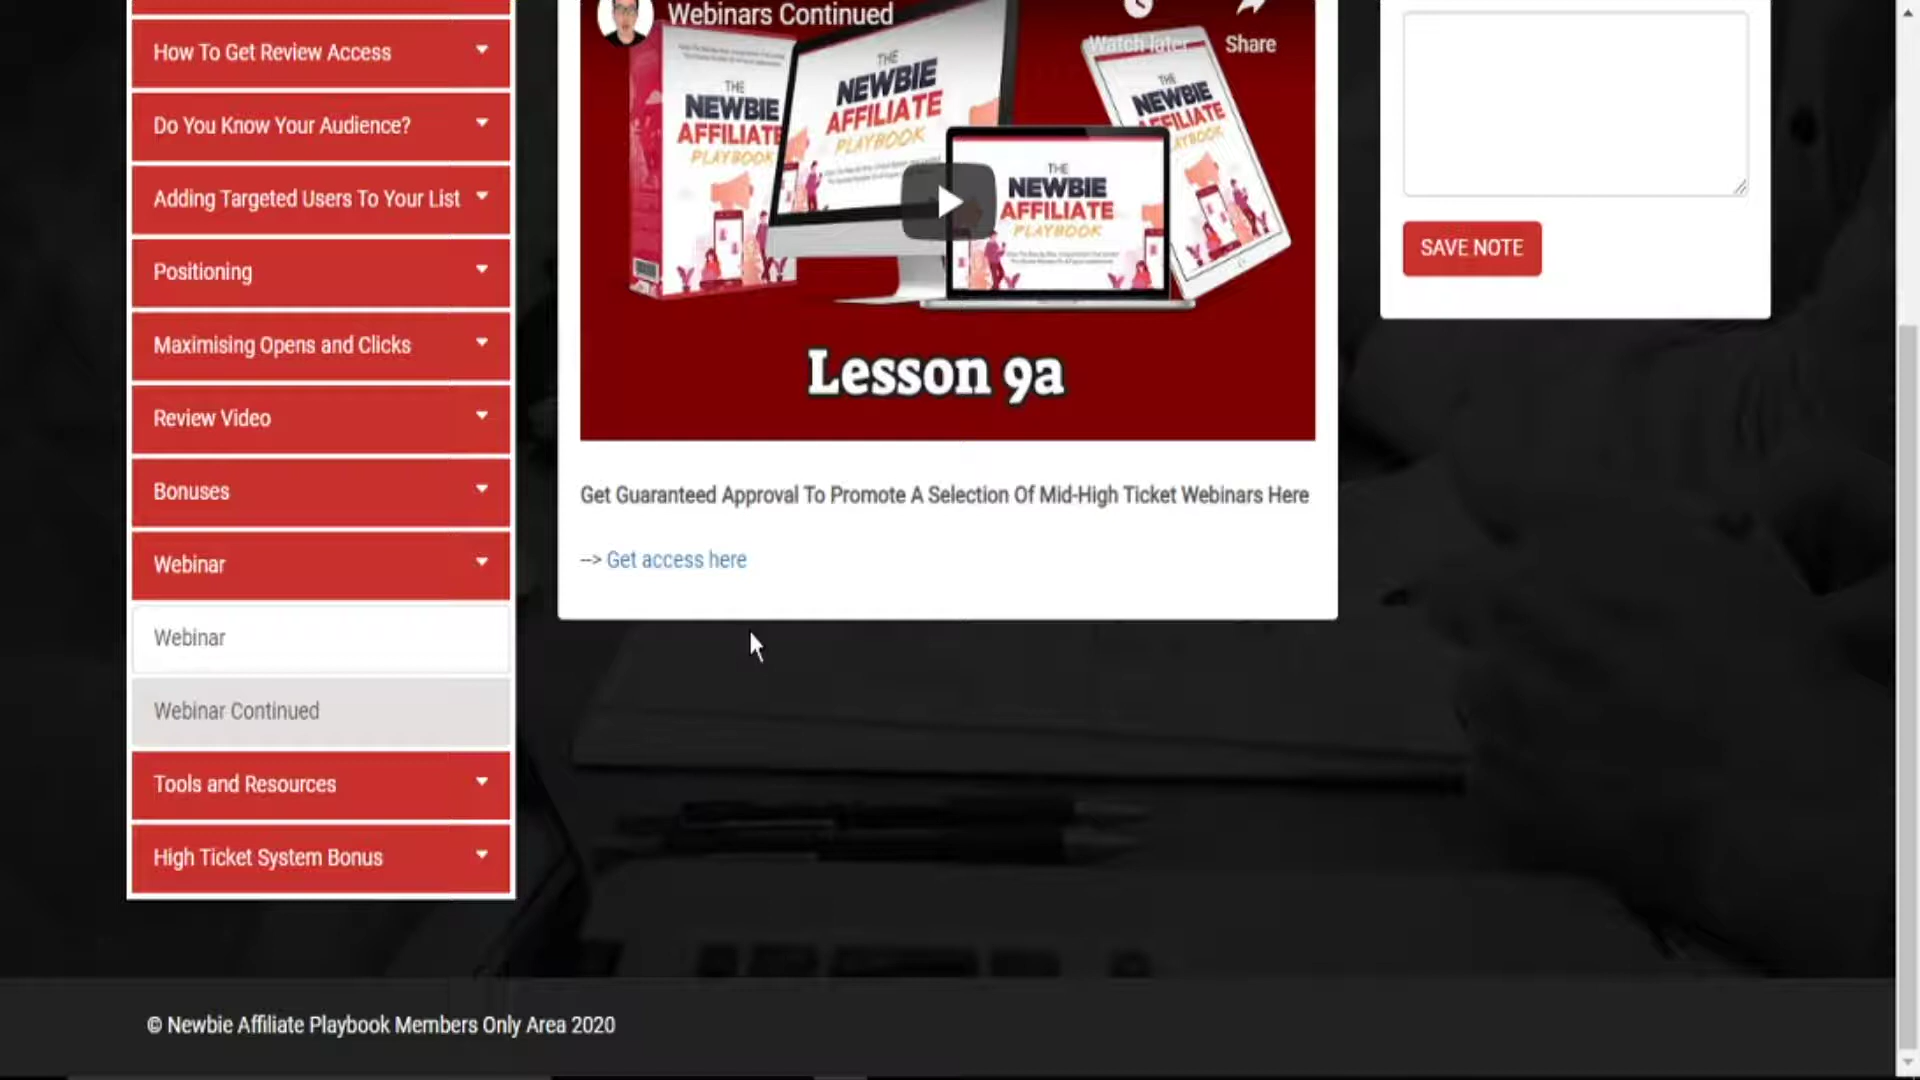 How To Get Review Access
Do You Know Your Audience?
Adding Targeted Users To Your List
Positioning
Maximising Opens and Clicks
Review Video
Bonuses
Webinar
Webinar
Webinar Continued
Tools and Resources
High Ticket System Bonus
Webinars Continued
Watch later
Share
THE
NEWBIE
AFFILIATE
PLAYBOOK
THE
NEWBIE
AFFILIATE
PLAYBOOK
THE
NEWBIE
AFFILIATE
PLAYBOOK
THE
NEWBIE
AFFILIATE
Lesson 9a
Get Guaranteed Approval To Promote A Selection Of Mid-High Ticket Webinars Here
--> Get access here
SAVE NOTE
© Newbie Affiliate Playbook Members Only Area 2020